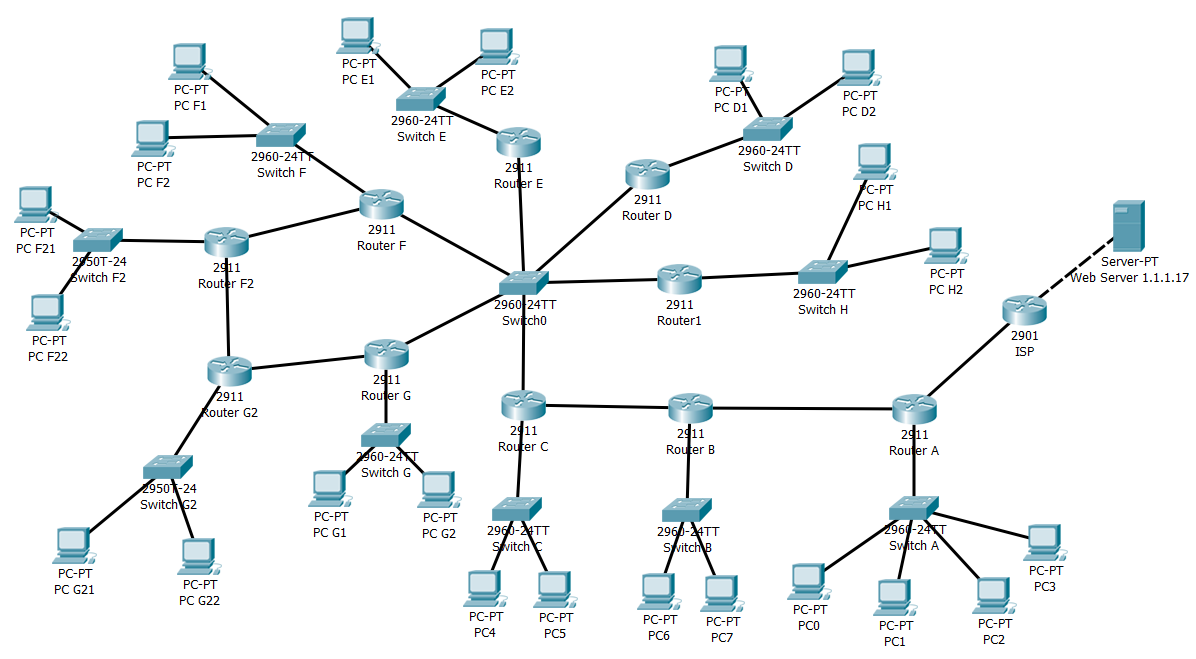 PC-PT
PC E1
PC-PT
PC E2
PC-PT
PC F1
2960-24TT
Switch E
PC-PT
PC D1
PC-PT
PC D2
PC-PT
PC F2
2960-24TT
Switch F
2911
Router E
2960-24TT
Switch D
PC-PT
PC H1
2911
Router D
PC-PT
PC F21
2911
Router F
2950T-24
Switch F2
2911
Router F2
2960-24TT
Switch0
2911
Router1
2960-24TT
Switch H
PC-PT
PC H2
Server-PT
Web Server 1.1.1.17
PC-PT
PC F22
2901
ISP
2911
Router G2
2911
Router G
2911
Router C
2911
Router B
2911
Router A
2960-24TT
Switch G
2950T-24
Switch G2
PC-PT
PC G1
PC-PT
PC G2
2960-24TT
Switch C
2960-24TT
Switch B
2960-24TT
Switch A
PC-PT
PC G21
PC-PT
PC G22
PC-PT
PC4
PC-PT
PC5
PC-PT
PC6
PC-PT
PC7
PC-PT
PC0
PC-PT
PC1
PC-PT
PC2
PC-PT
PC3